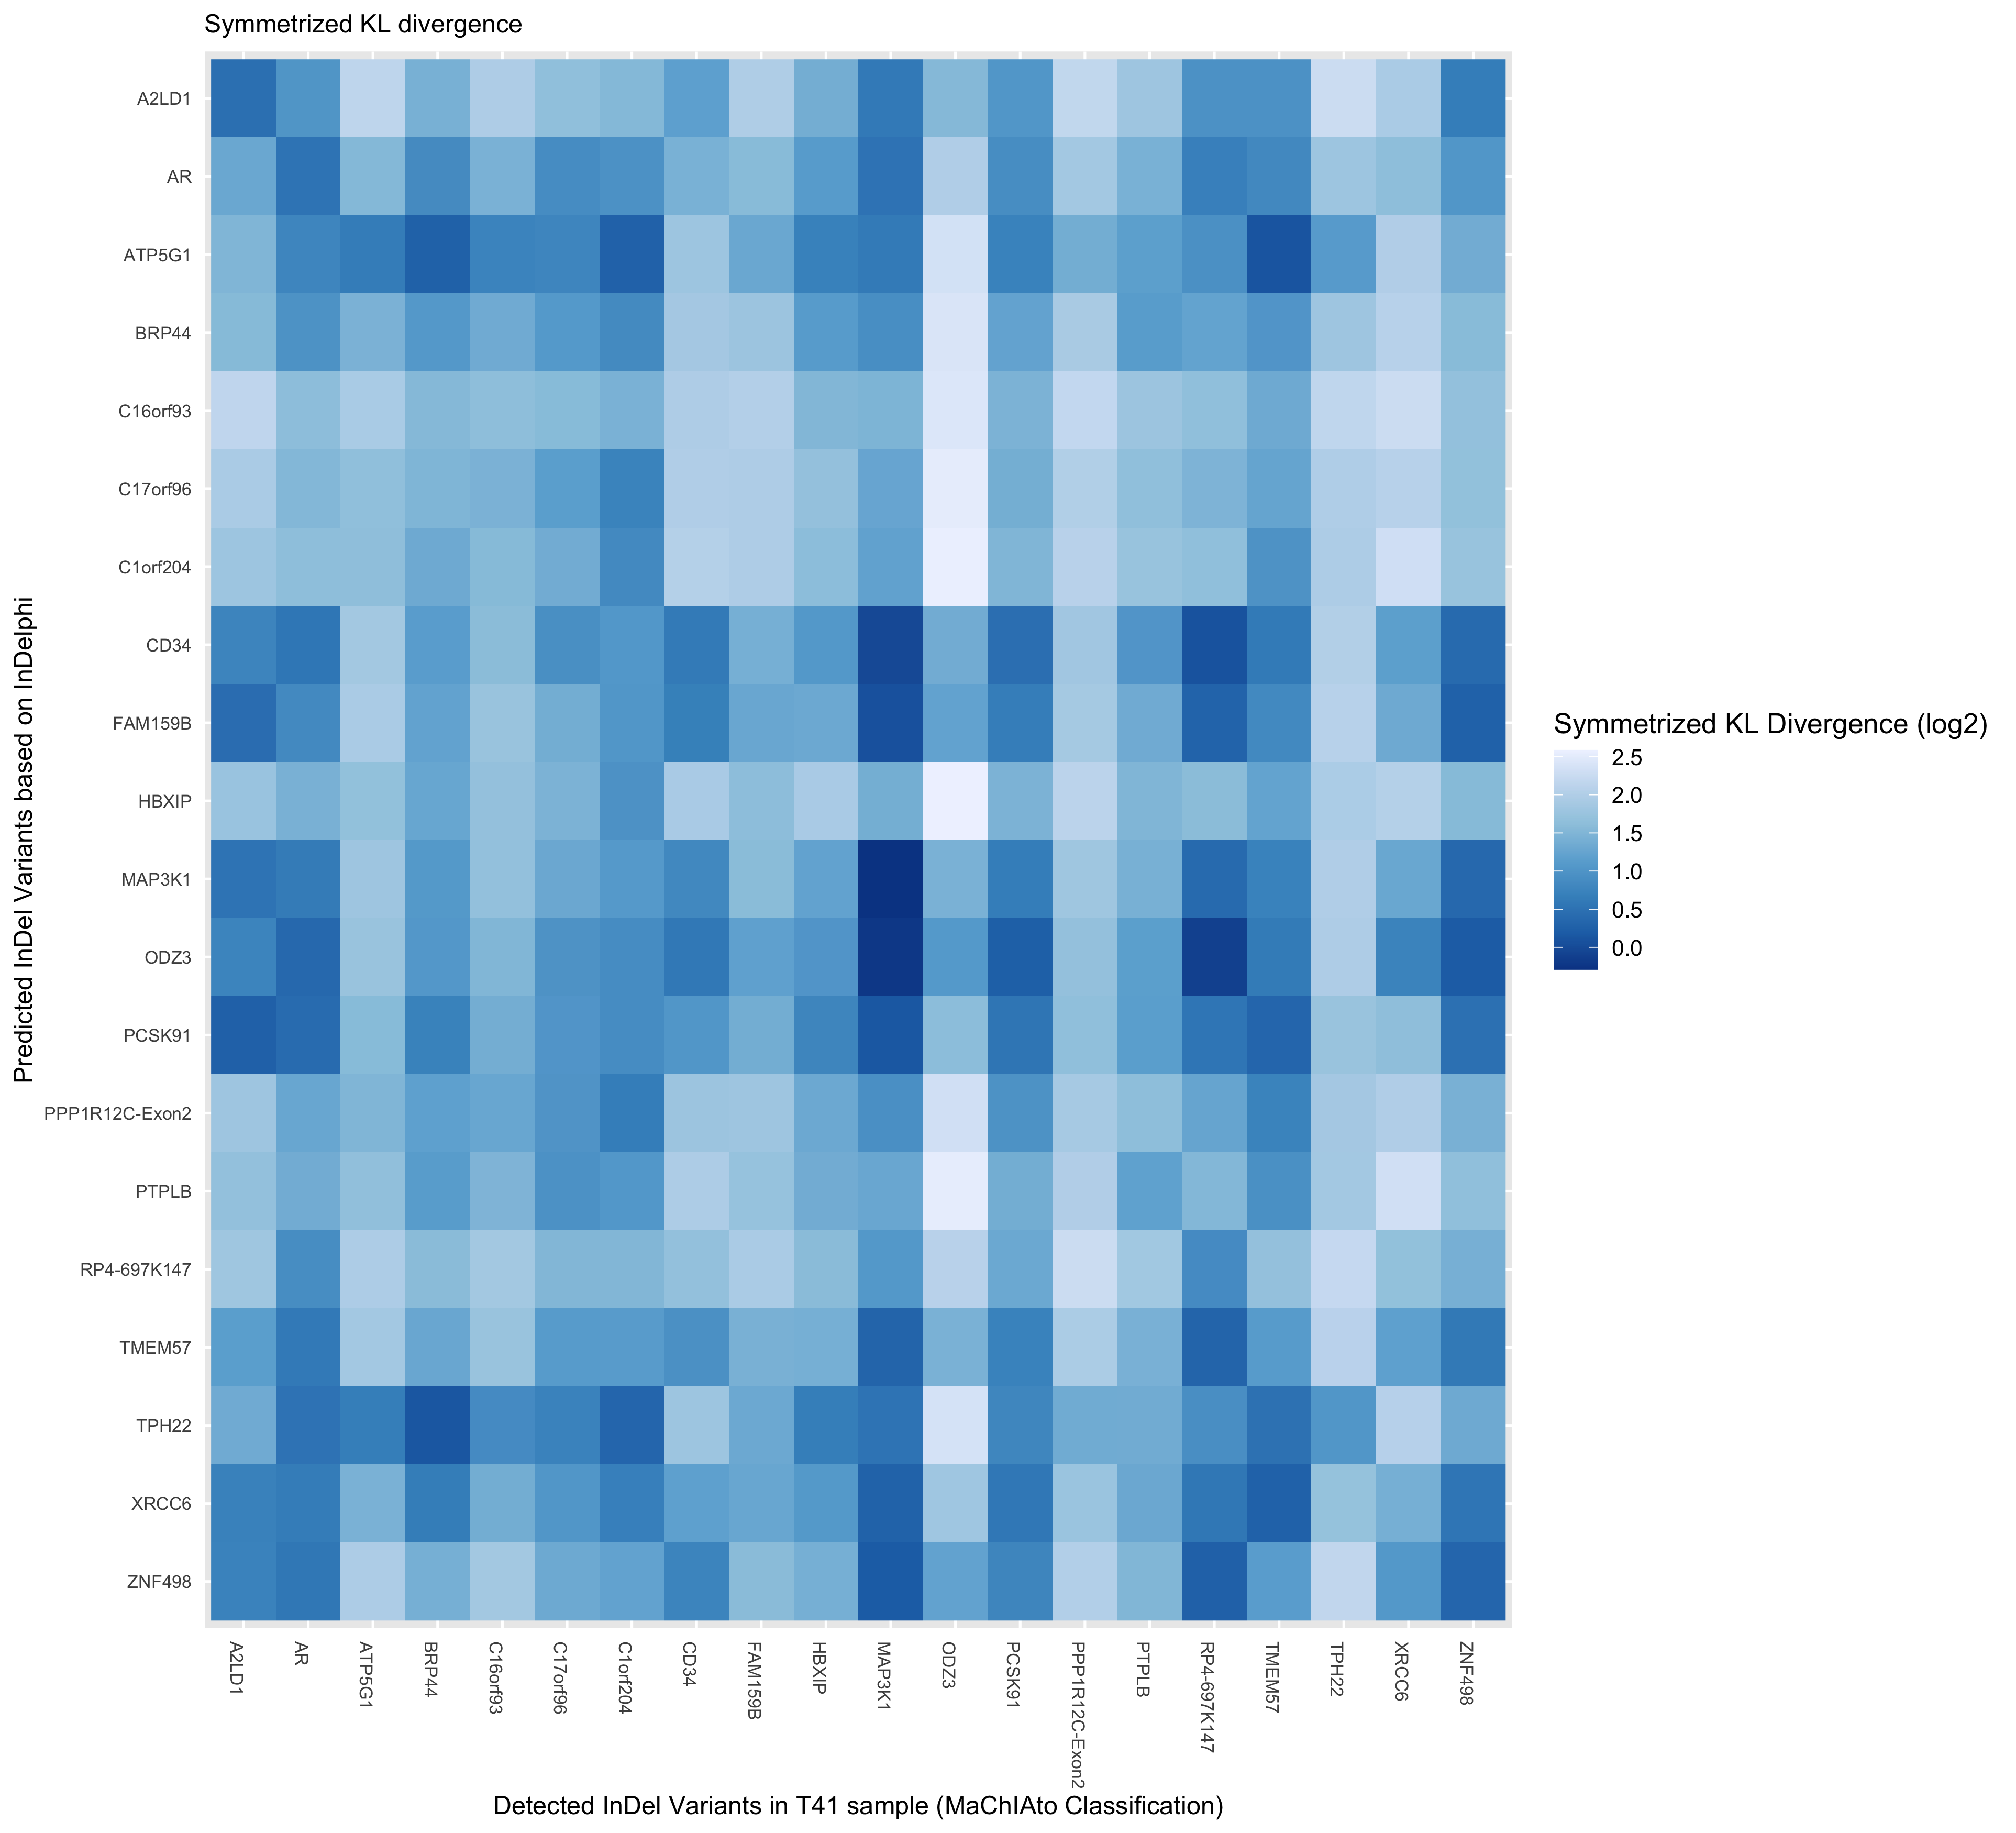 Symmetrized KL divergence
A2LD1
AR
ATP5G1
BRP44
C16orf93
C17orf96
C1orf204
CD34
FAM159B
HBXIP
MAP3K1
ODZ3
PCSK91
PPP1R12C-Exon2
PTPLB
RP4-697K147
TMEM57
TPH22
XRCC6
ZNF498
Predicted InDel Variants based on InDelphi
A2LD1
AR
ATP5G1
BRP44
C16orf93
C17orf96
C1orf204
CD34
FAM159B
HBXIP
MAP3K1
ODZ3
PCSK91
PPP1R12C-Exon2
PTPLB
RP4-697K147
TMEM57
TPH22
XRCC6
ZNF498
Detected InDel Variants in T41 sample (MaChIAto Classification)
Symmetrized KL Divergence (log2)
2.5
2.0
1.5
1.0
0.5
0.0